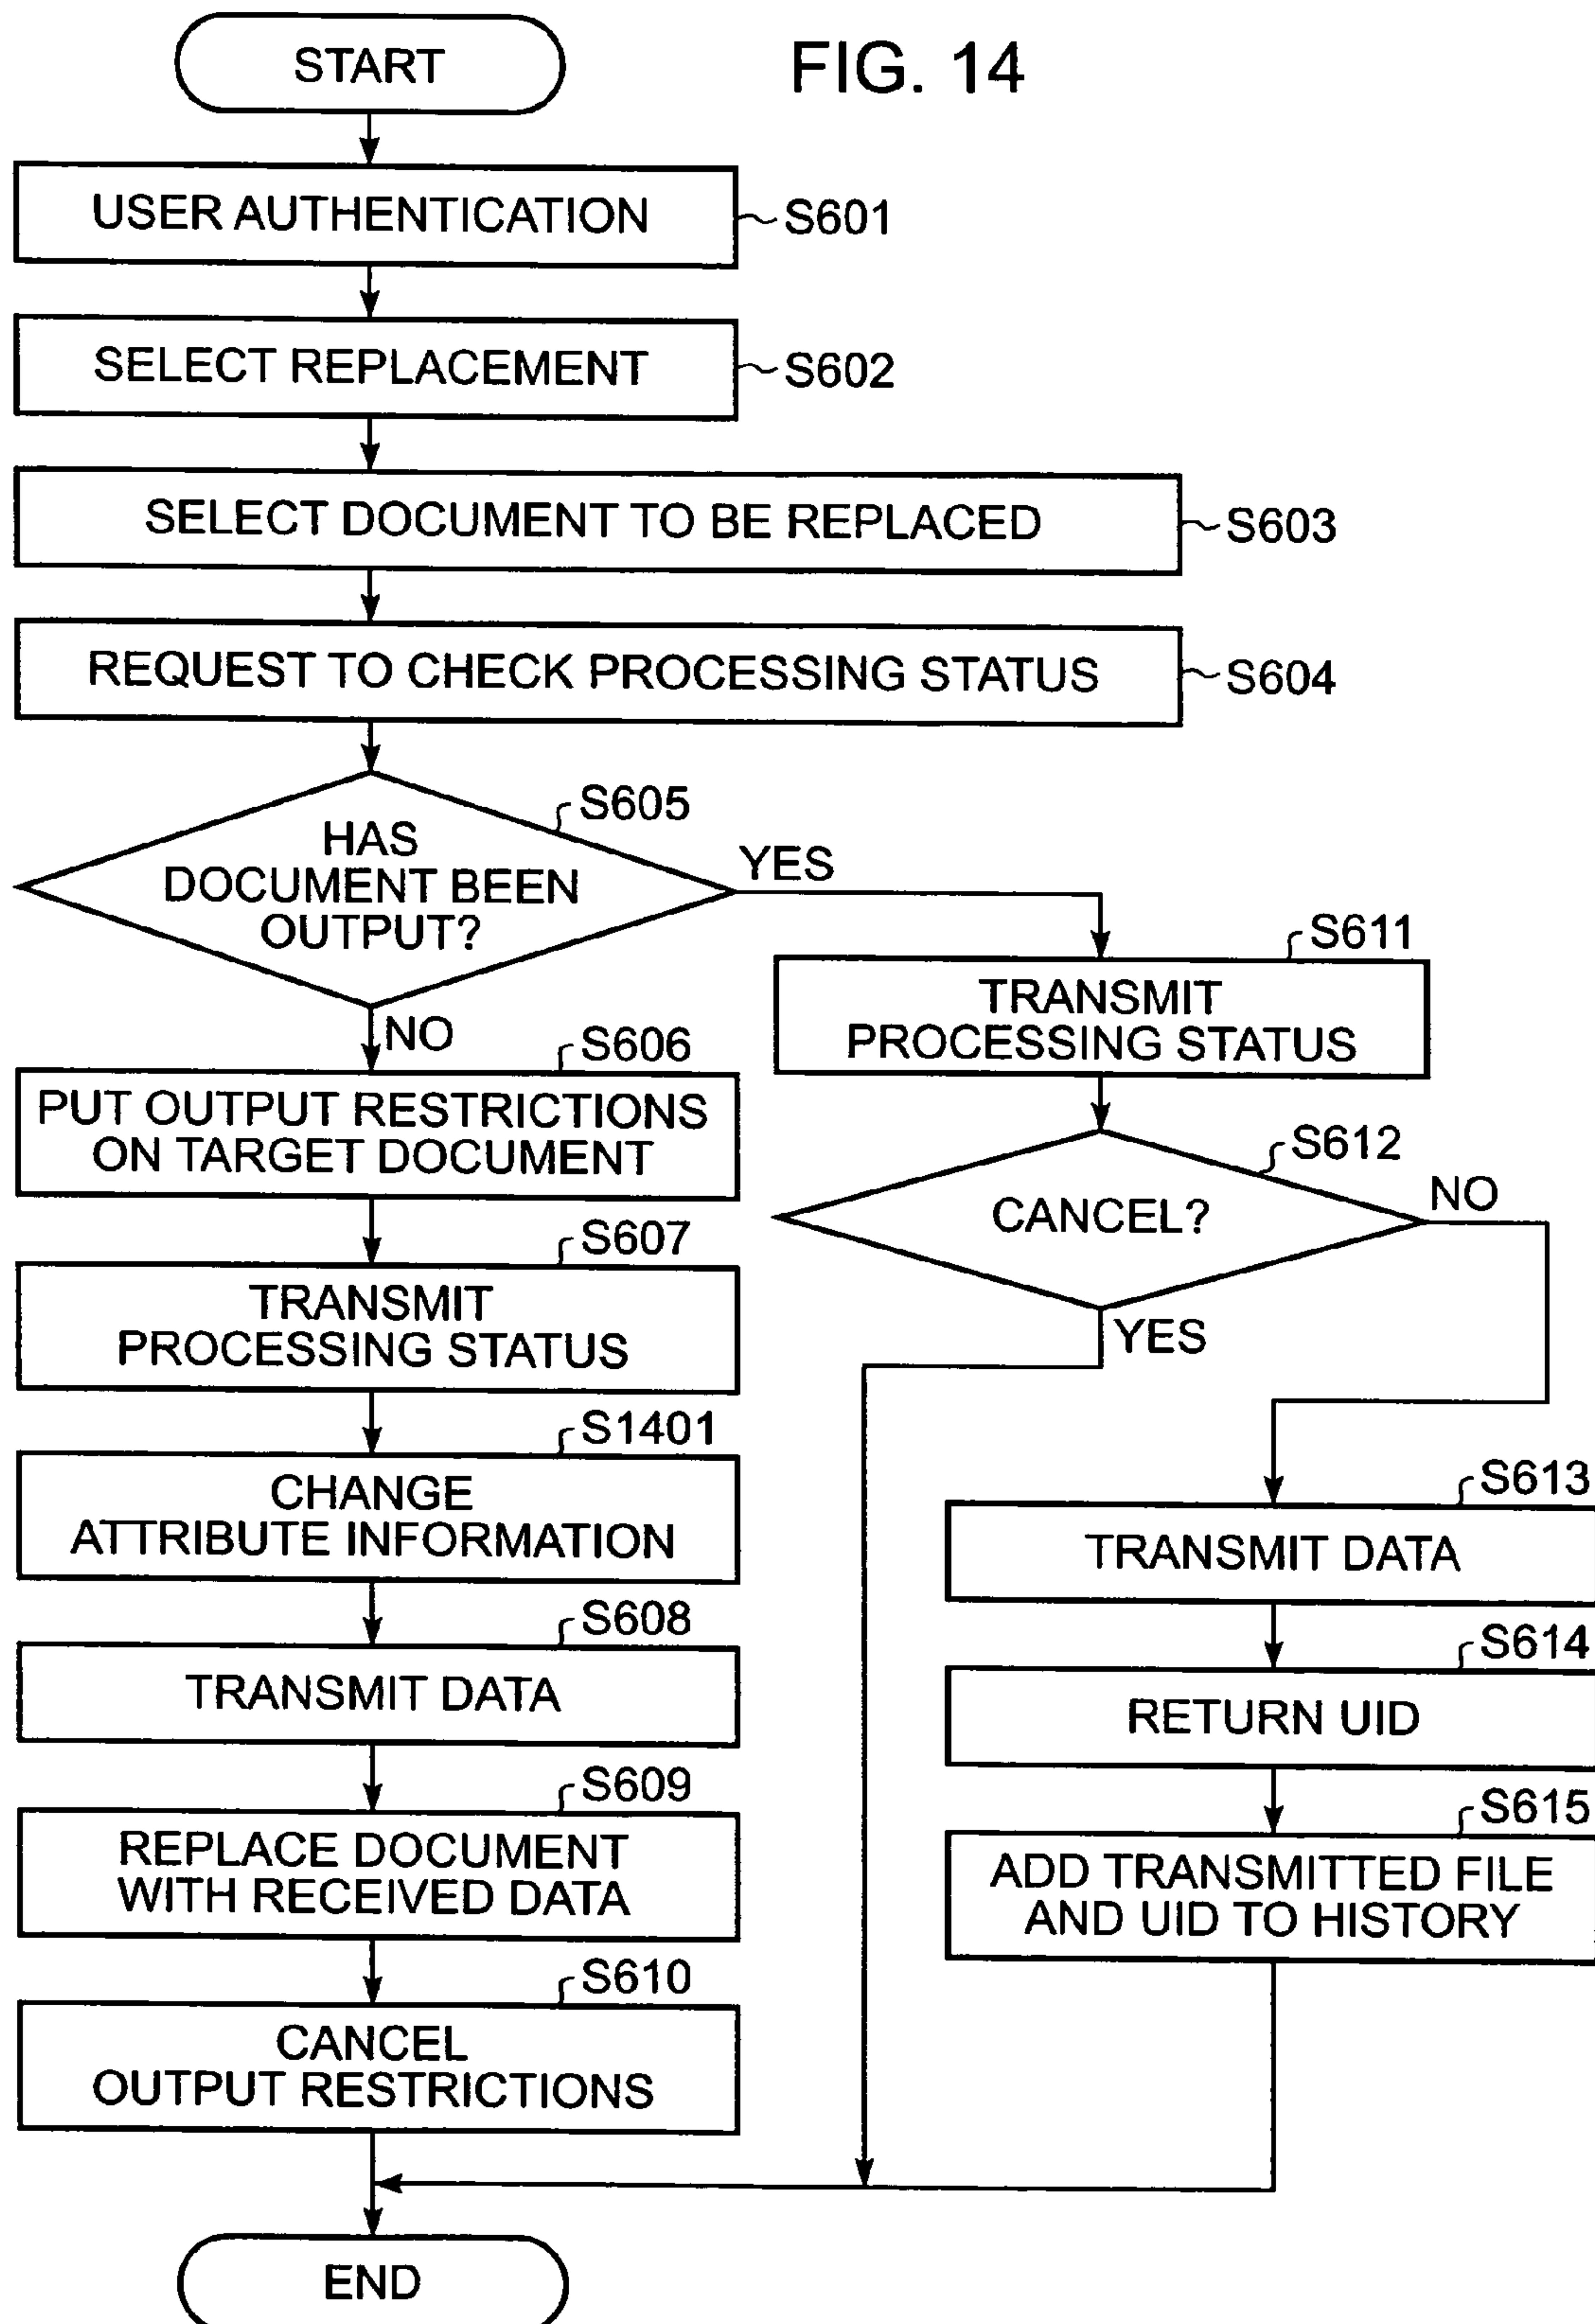 FIG. 14
START
USER AUTHENTICATION
S601
SELECT REPLACEMENT
S602
SELECT DOCUMENT TO BE REPLACED
S603
REQUEST TO CHECK PROCESSING STATUS
S604
S605
HAS
DOCUMENT BEEN
OUTPUT?
YES
NO
S606
PUT OUTPUT RESTRICTIONS
ON TARGET DOCUMENT
S607
TRANSMIT
PROCESSING STATUS
S1401
CHANGE
ATTRIBUTE INFORMATION
S608
TRANSMIT DATA
S609
REPLACE DOCUMENT
WITH RECEIVED DATA
S610
CANCEL
OUTPUT RESTRICTIONS
S611
TRANSMIT
PROCESSING STATUS
S612
CANCEL?
NO
YES
S613
TRANSMIT DATA
S614
RETURN UID
S615
ADD TRANSMITTED FILE
AND UID TO HISTORY
END